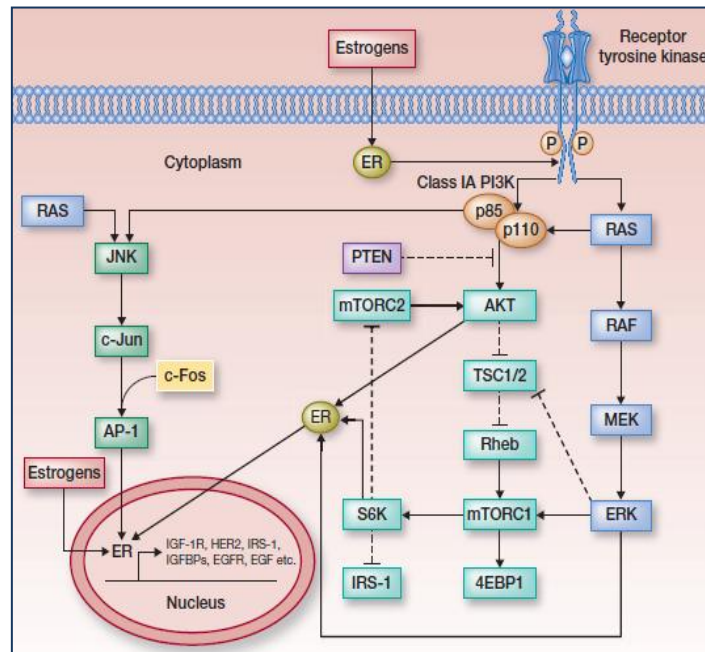 Estrogens
Receptor
tyrosine kinase
P
P
Cytoplasm
ER
Class IA PI3K
p85
p110
RAS
RAS
JNK
PTEN
mTORC2
AKT
RAF
c-Jun
TSC1/2
c-Fos
ER
MEK
AP-1
Rheb
Estrogens
S6K
mTORC1
ERK
ER
IGF-1R, HER2, IRS-1,
IGFBPs, EGFR, EGF etc.
IRS-1
4EBP1
Nucleus